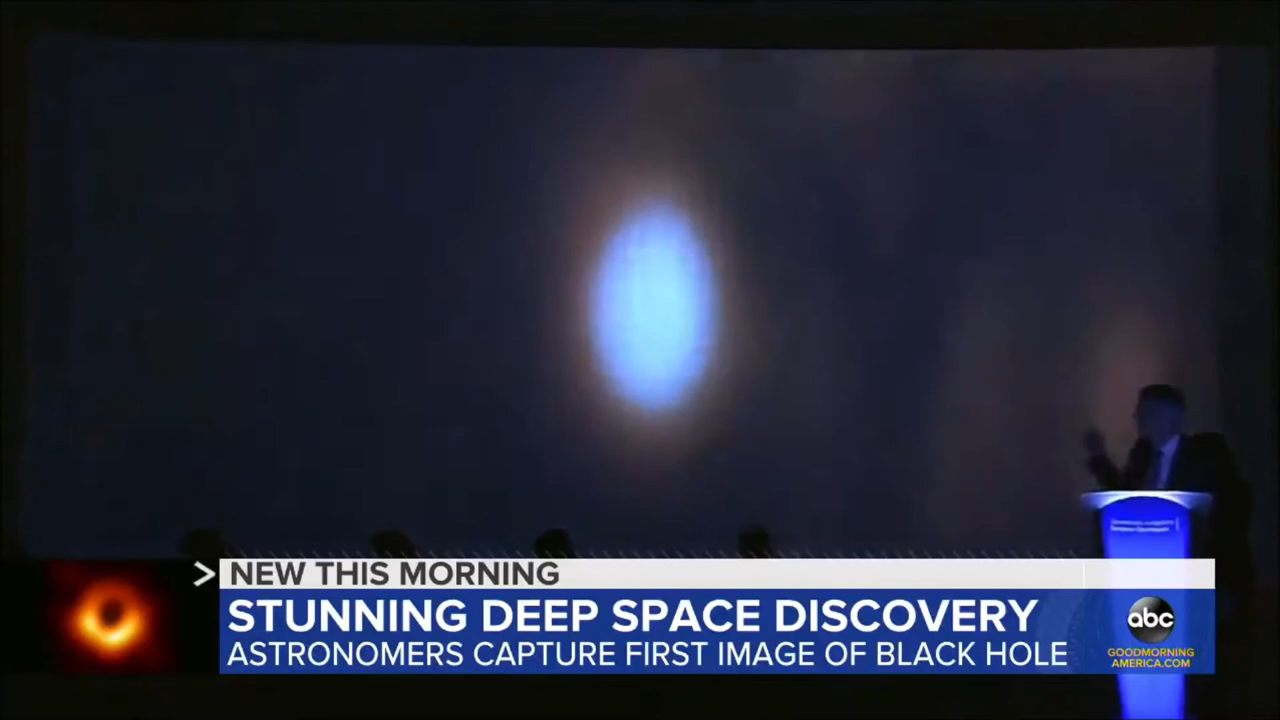 NEW THIS MORNING
STUNNING DEEP SPACE DISCOVERY
ASTRONOMERS CAPTURE FIRST IMAGE OF BLACK HOLE
abc
GOODMORNING
AMERICA.COM